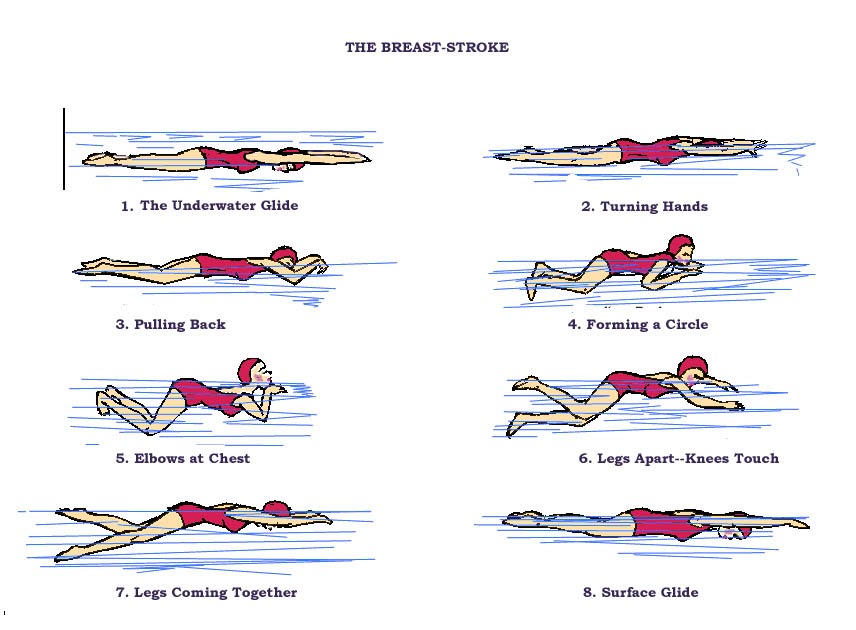 THE BREAST-STROKE
1. The Underwater Glide
2. Turning Hands
3. Pulling Back
4. Forming a Circle
5. Elbows at Chest
6. Legs Apart--Knees Touch
7. Legs Coming Together
8. Surface Glide